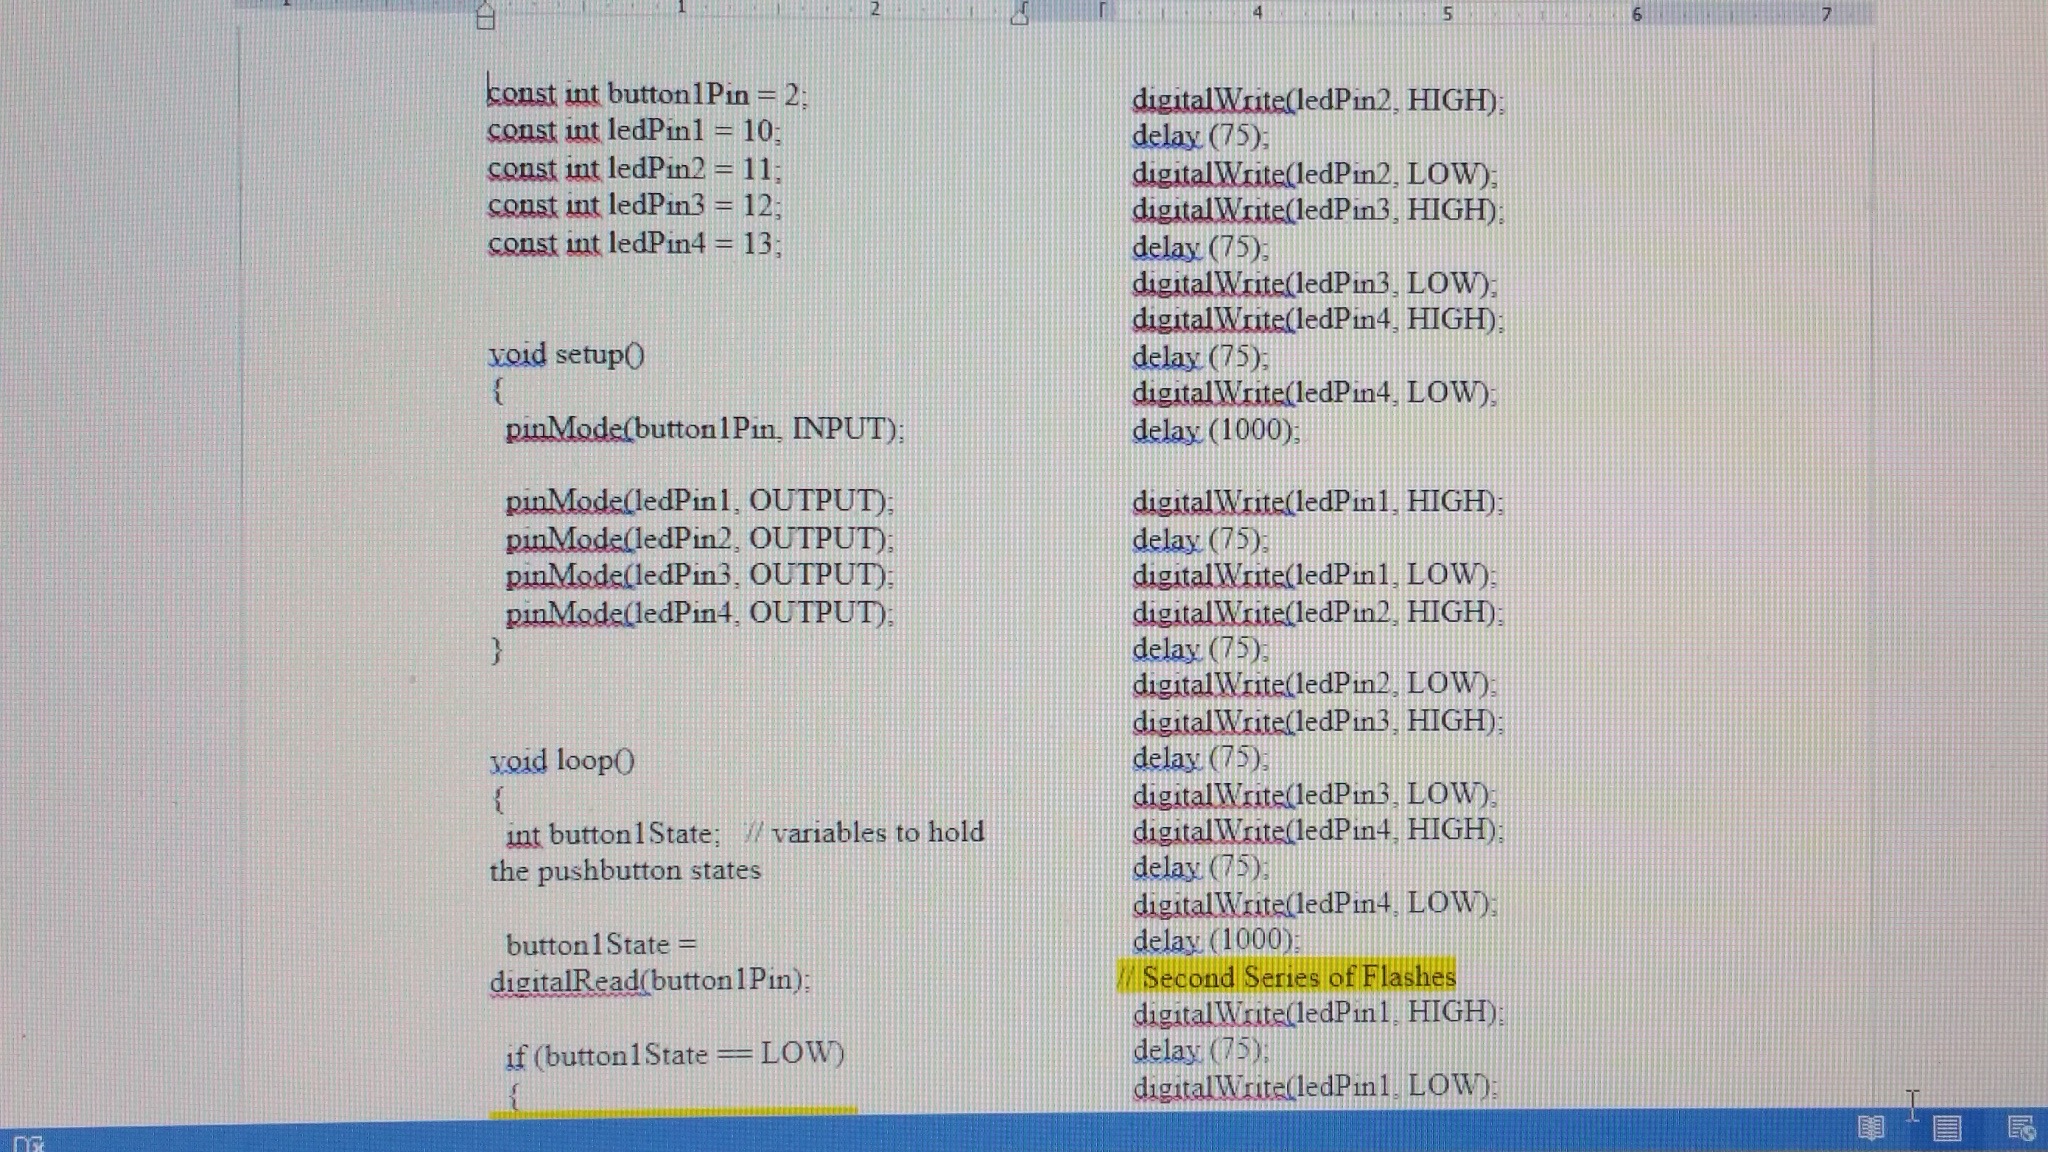 1 2 4 5 6 7
const int button1Pin = 2;
const int ledPin1 = 10;
const int ledPin2 = 11;
const int ledPin3 = 12;
const int ledPin4 = 13;
void setup()
{
pinMode(button1Pin, INPUT);
pinMode(ledPin1, OUTPUT);
pinMode(ledPin2, OUTPUT);
pinMode(ledPin3, OUTPUT);
pinMode(ledPin4, OUTPUT);
}
void loop()
{
int button1State; // variables to hold
the pushbutton states
button1State =
digitalRead(button1Pin);
if (button1State == LOW)
{
digitalWrite(ledPin2, HIGH);
delay (75);
digitalWrite(ledPin2, LOW);
digitalWrite(ledPin3, HIGH);
delay (75);
digitalWrite(ledPin3, LOW);
digitalWrite(ledPin4, HIGH);
delay (75);
digitalWrite(ledPin4, LOW);
delay (1000);
digitalWrite(ledPin1, HIGH);
delay (75);
digitalWrite(ledPin1, LOW);
digitalWrite(ledPin2, HIGH);
delay (75);
digitalWrite(ledPin2, LOW);
digitalWrite(ledPin3, HIGH);
delay (75);
digitalWrite(ledPin3, LOW);
digitalWrite(ledPin4, HIGH);
delay (75);
digitalWrite(ledPin4, LOW);
delay (1000);
// Second Series of Flashes
digitalWrite(ledPin1, HIGH);
delay (75);
digitalWrite(ledPin1, LOW);